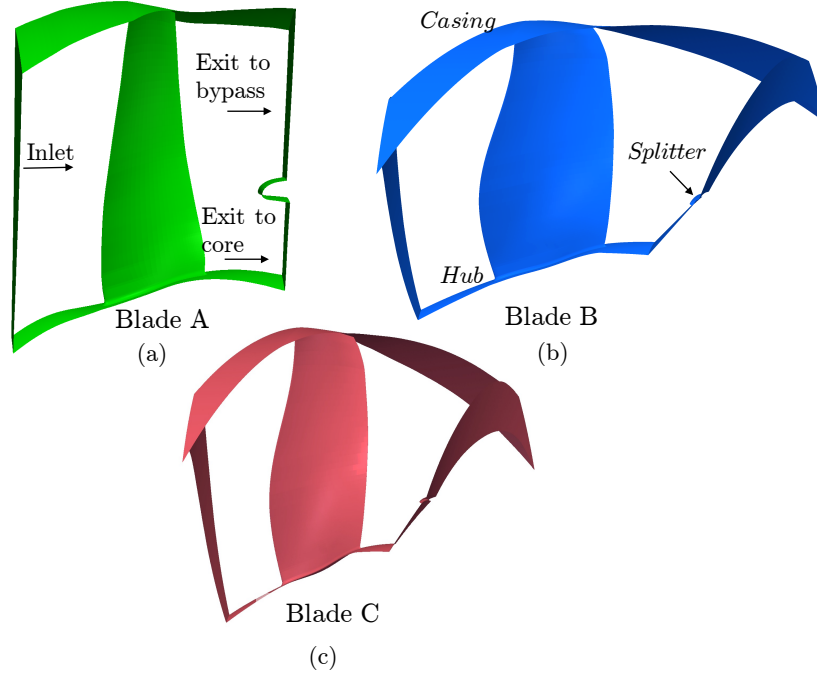 Casing
Exit to
bypass
Inlet
Splitter
Exit to
core
Hub
Blade A
(a)
Blade B
(b)
Blade C
(c)